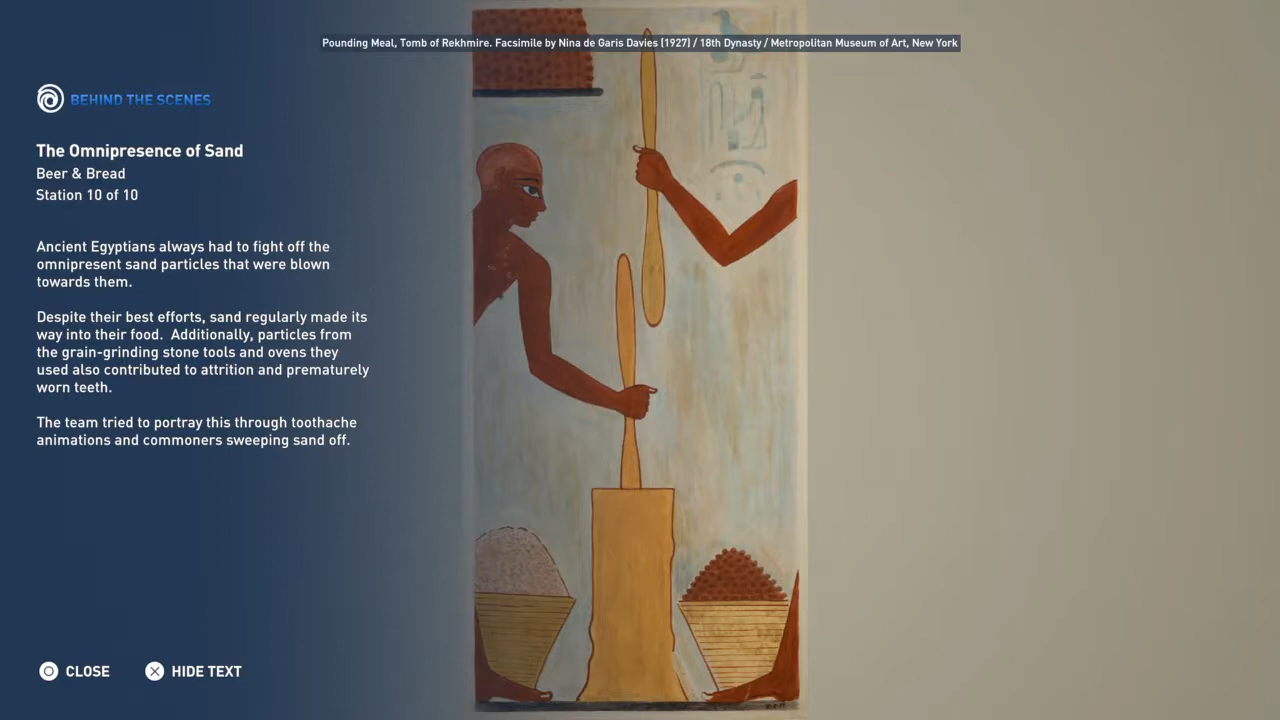 Pounding Meal, Tomb of Rekhmire. Facsimile by Nina de Garis Davies (1927) / 18th Dynasty / Metropolitan Museum of Art, New York
BEHIND THE SCENES
The Omnipresence of Sand
Beer & Bread
Station 10 of 10
Ancient Egyptians always had to fight off the
omnipresent sand particles that were blown
towards them.
Despite their best efforts, sand regularly made its
way into their food. Additionally, particles from
the grain-grinding stone tools and ovens they
used also contributed to attrition and prematurely
worn teeth.
The team tried to portray this through toothache
animations and commoners sweeping sand off.
CLOSE
HIDE TEXT